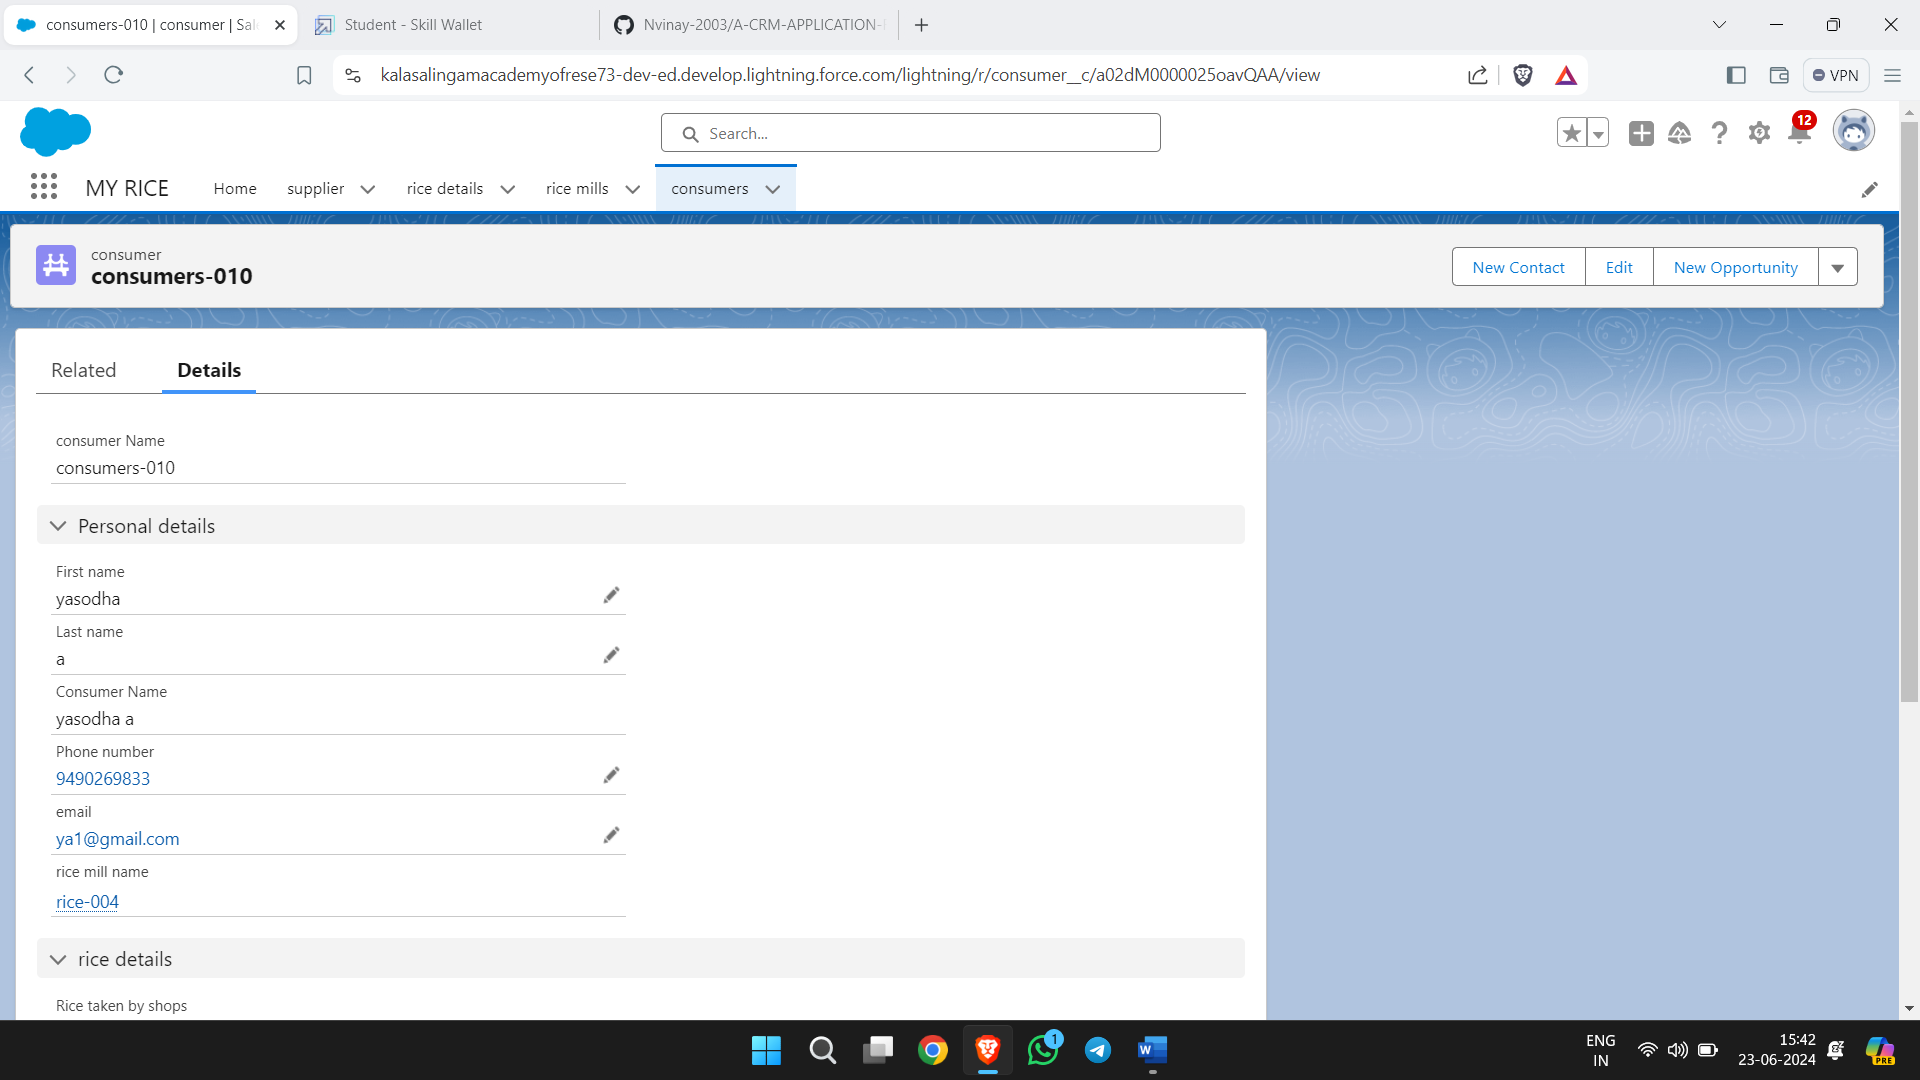 consumers-010 | consumer | Sal
Student - Skill Wallet
Nvinay-2003/A-CRM-APPLICATION-
kalasalingamacademyofrese73-dev-ed.develop.lightning.force.com/lightning/r/consumer__c/a02dM0000025oavQAA/view
VPN
Search...
12
MY RICE
Home
supplier
rice details
rice mills
consumers
consumer
consumers-010
New Contact
Edit
New Opportunity
Related
Details
consumer Name
consumers-010
Personal details
First name
yasodha
Last name
a
Consumer Name
yasodha a
Phone number
9490269833
email
ya1@gmail.com
rice mill name
rice-004
rice details
Rice taken by shops
1
W
ENG
IN
15:42
23-06-2024
PRE